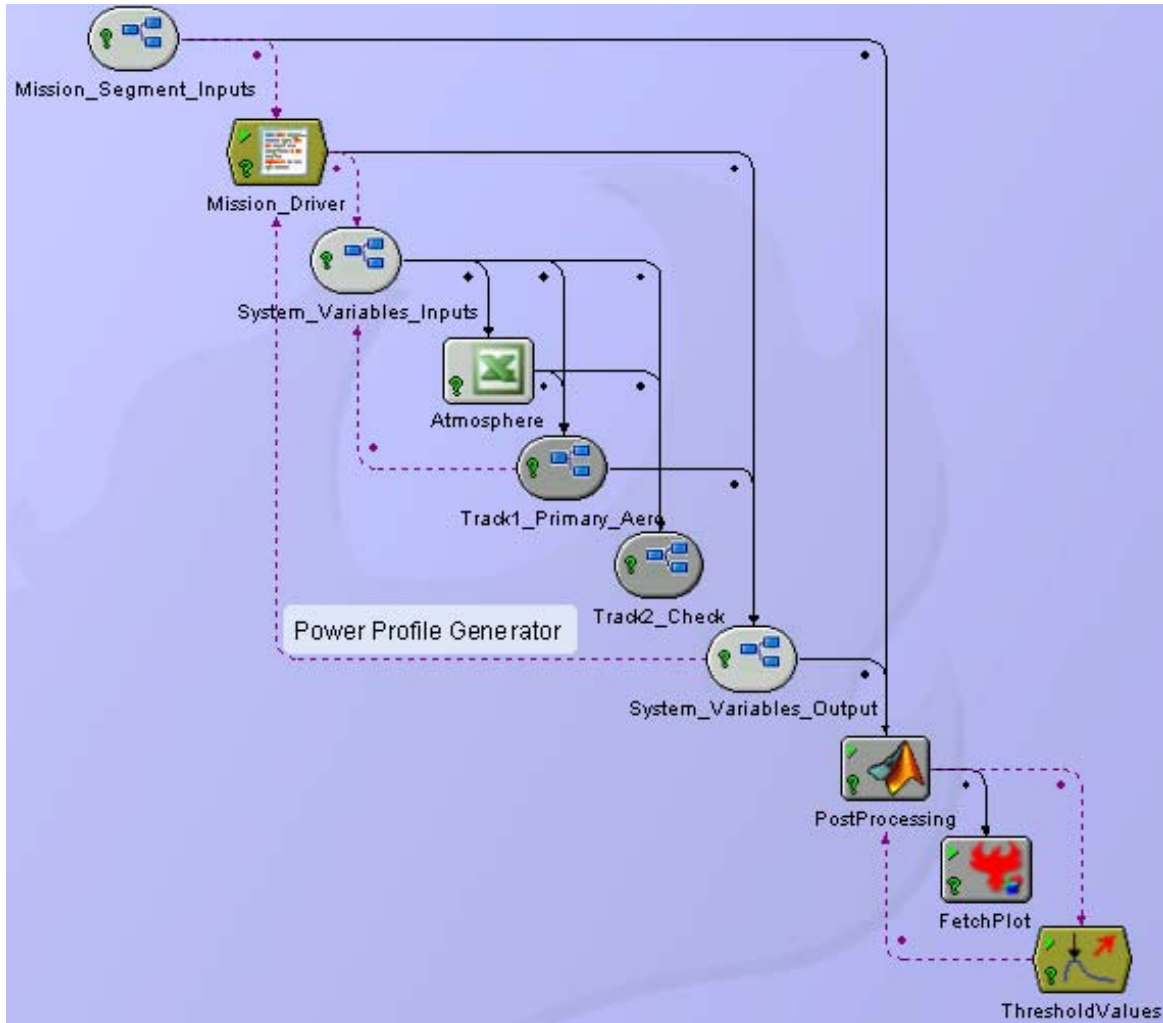 Mission_Segment_Inputs
Mission_Driver
System_Variables_Inputs
Atmosphere
Track1_Primary_Aero
Track2_Check
Power Profile Generator
System_Variables_Output
PostProcessing
FetchPlot
ThresholdValues